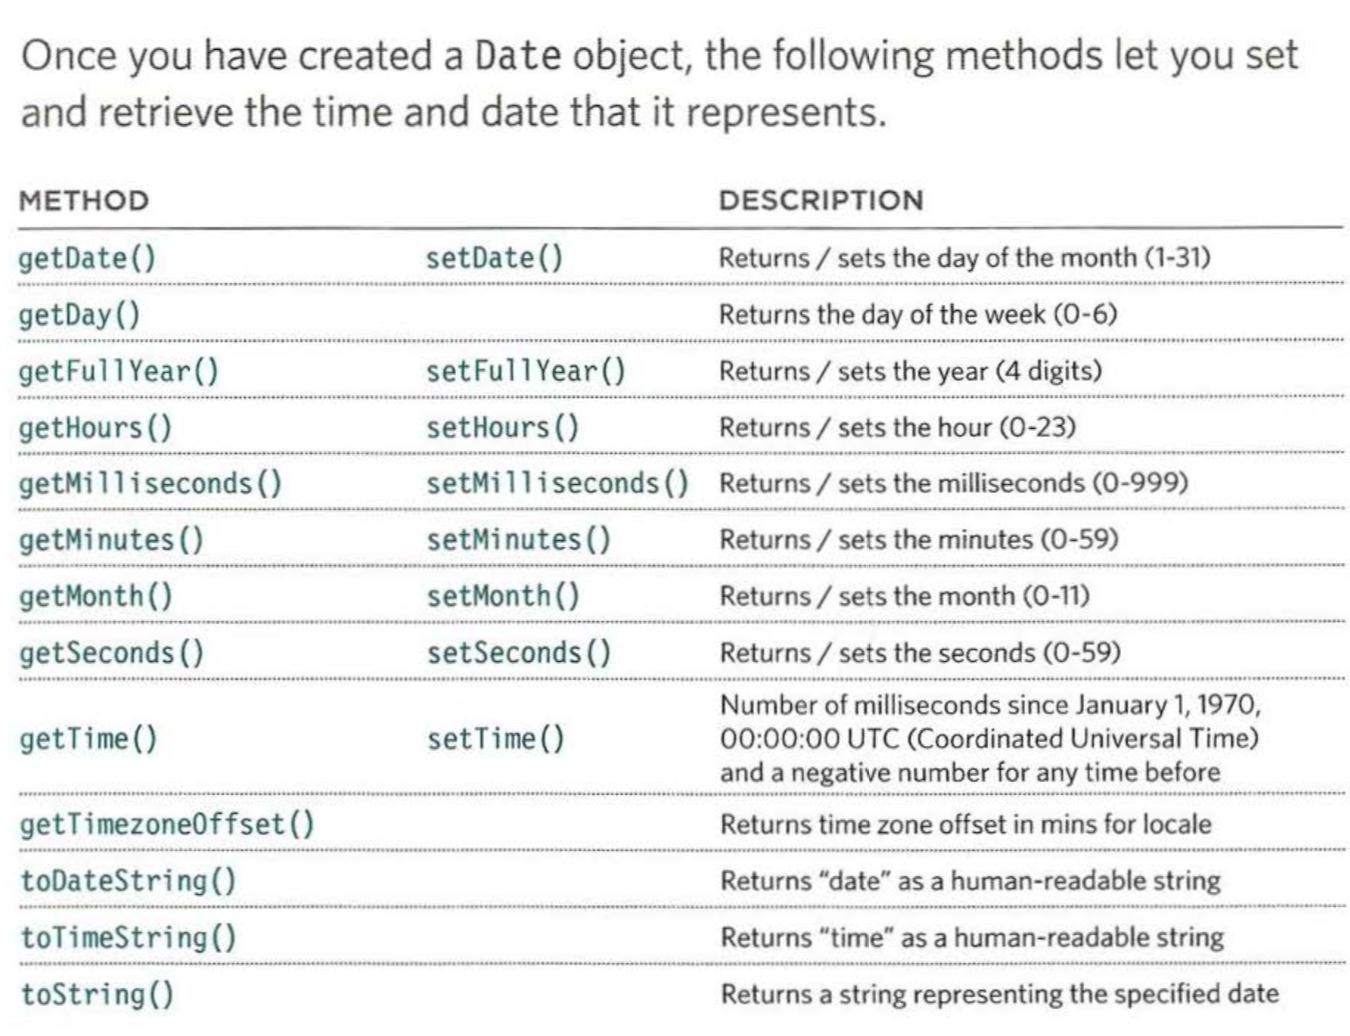 Once you have created a Date object, the following methods let you set
and retrieve the time and date that it represents.
METHOD DESCRIPTION
getDate() setDate() Returns / sets the day of the month (1-31)
getDay() Returns the day of the week (0-6)
getFullYear() setFullYear() Returns / sets the year (4 digits)
getHours() setHours() Returns / sets the hour (0-23)
getMilliseconds() setMilliseconds() Returns / sets the milliseconds (0-999)
getMinutes() setMinutes() Returns / sets the minutes (0-59)
getMonth() setMonth() Returns / sets the month (0-11)
getSeconds() setSeconds() Returns / sets the seconds (0-59)
Number of milliseconds since January 1, 1970,
getTime() setTime() 00:00:00 UTC (Coordinated Universal Time)
and a negative number for any time before
getTimezoneOffset() Returns time zone offset in mins for locale
toDateString() Returns “date” as a human-readable string
toTimeString() Returns “time” as a human-readable string
toString() Returns a string representing the specified date